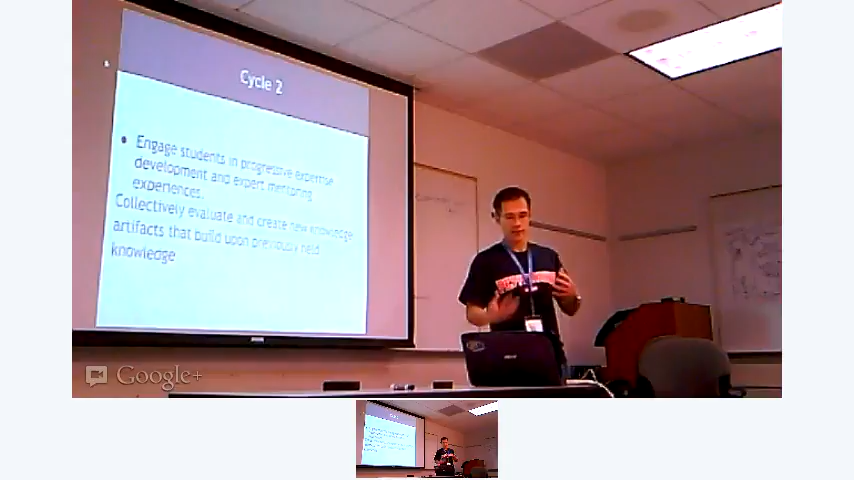 Cycle 2
• Engage students in progressive expertise
development and expert mentoring
experiences.
Collectively evaluate and create new knowledge
artifacts that build upon previously held
knowledge
Google+
acer